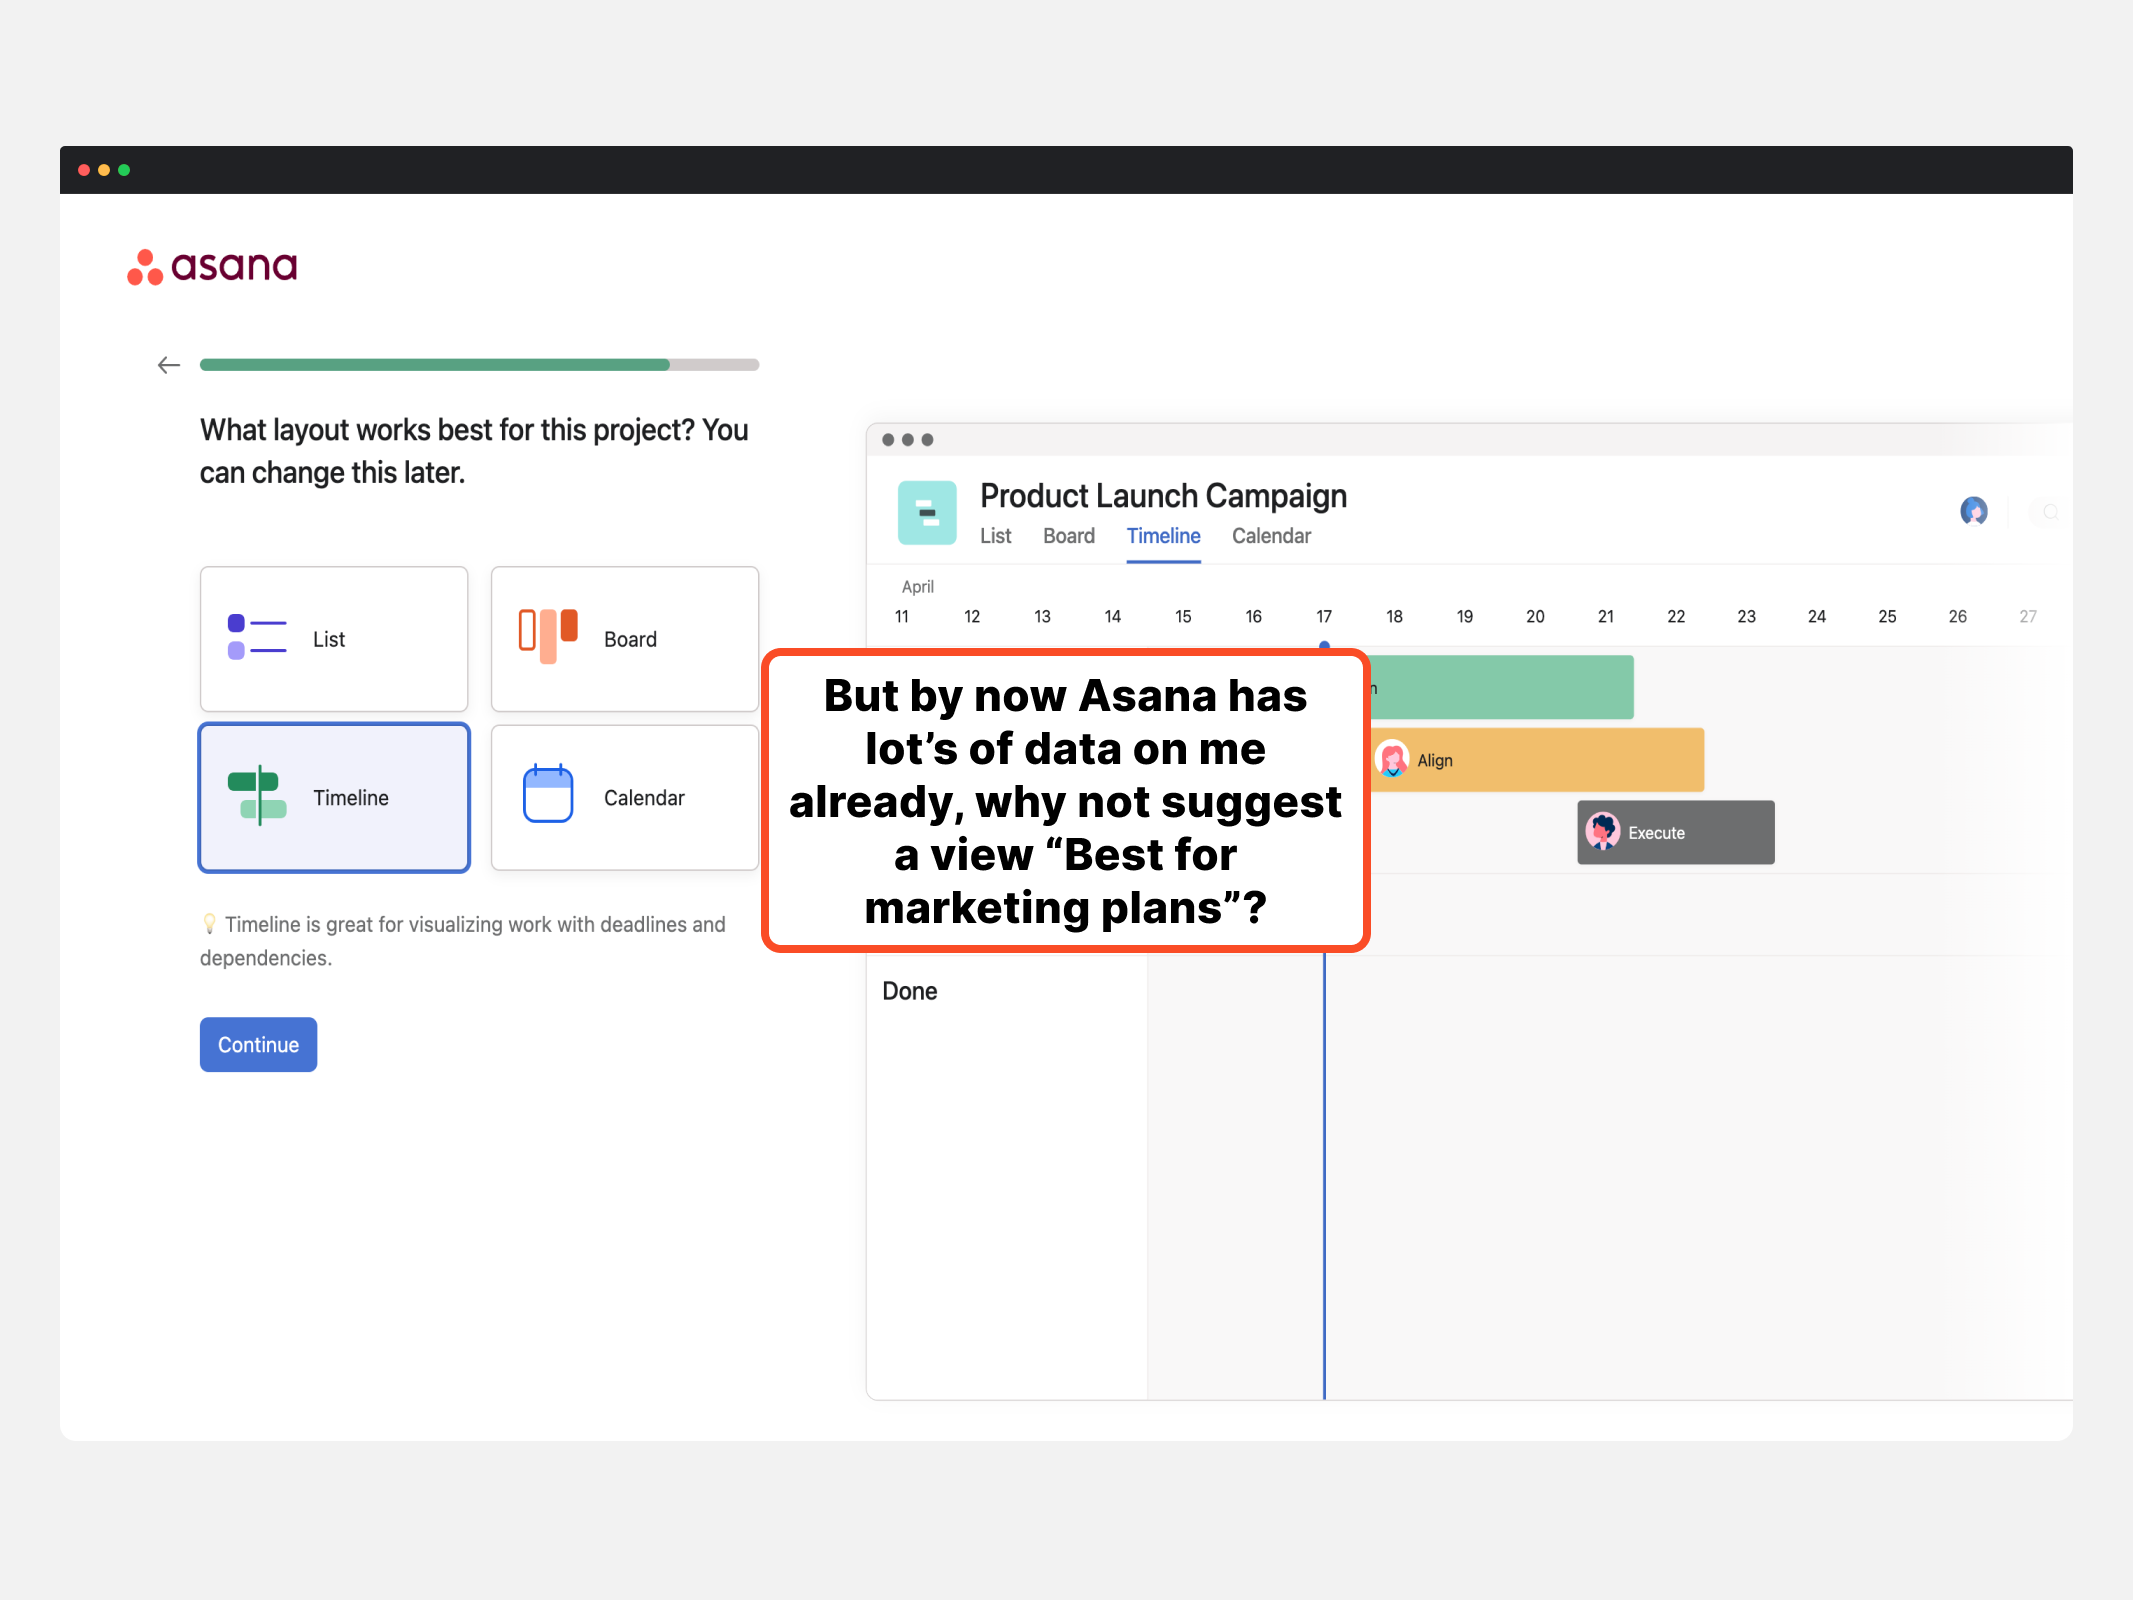 asana
What layout works best for this project? You
can change this later.
List
Board
Timeline
Calendar
Timeline is great for visualizing work with deadlines and
dependencies.
Continue
Product Launch Campaign
List Board Timeline Calendar
April
11 12 13 14 15 16 17 18 19 20 21 22 23 24 25 26 27
But by now Asana has
lot’s of data on me
already, why not suggest
a view “Best for
marketing plans”?
Align
Execute
Done